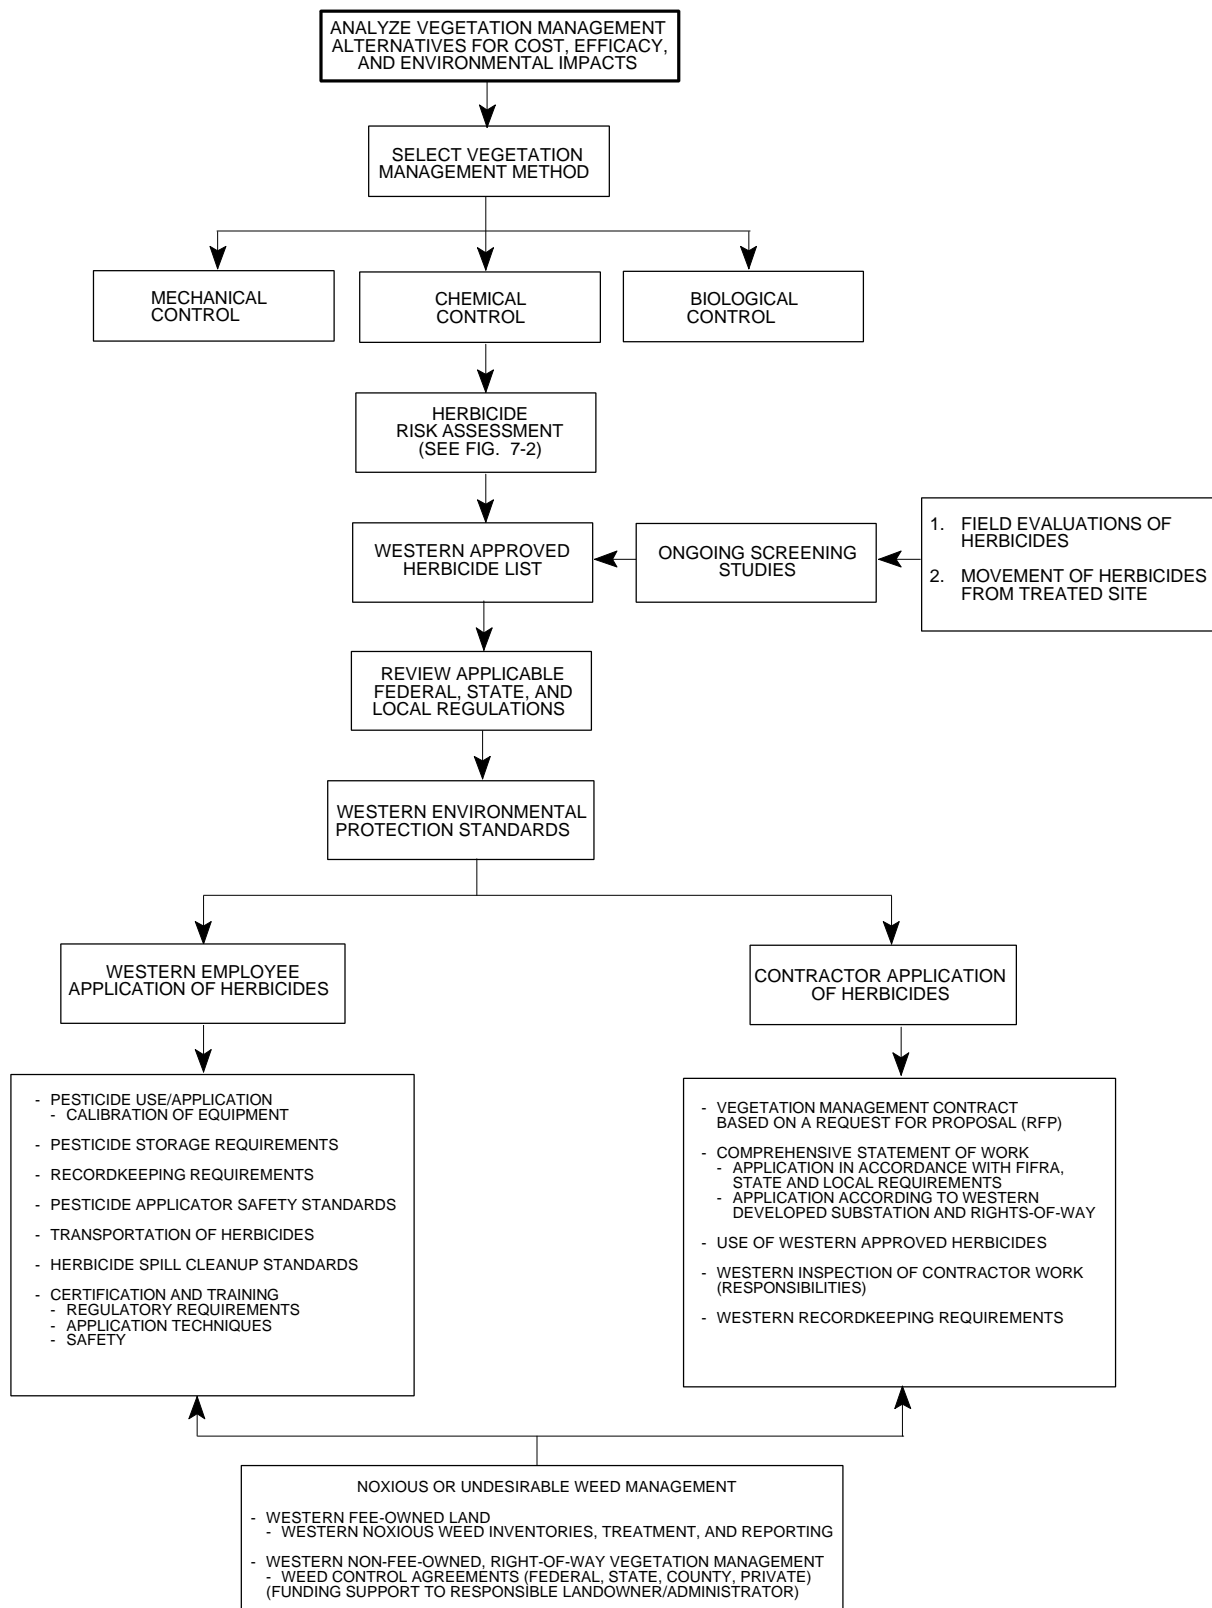 ANALYZE VEGETATION MANAGEMENT
ALTERNATIVES FOR COST, EFFICACY,
AND ENVIRONMENTAL IMPACTS
SELECT VEGETATION
MANAGEMENT METHOD
MECHANICAL
CONTROL
CHEMICAL
CONTROL
BIOLOGICAL
CONTROL
HERBICIDE
RISK ASSESSMENT
(SEE FIG. 7-2)
WESTERN APPROVED
HERBICIDE LIST
ONGOING SCREENING
STUDIES
1. FIELD EVALUATIONS OF
HERBICIDES
2. MOVEMENT OF HERBICIDES
FROM TREATED SITE
REVIEW APPLICABLE
FEDERAL, STATE, AND
LOCAL REGULATIONS
WESTERN ENVIRONMENTAL
PROTECTION STANDARDS
WESTERN EMPLOYEE
APPLICATION OF HERBICIDES
CONTRACTOR APPLICATION
OF HERBICIDES
- PESTICIDE USE/APPLICATION
- CALIBRATION OF EQUIPMENT
- PESTICIDE STORAGE REQUIREMENTS
- RECORDKEEPING REQUIREMENTS
- PESTICIDE APPLICATOR SAFETY STANDARDS
- TRANSPORTATION OF HERBICIDES
- HERBICIDE SPILL CLEANUP STANDARDS
- CERTIFICATION AND TRAINING
- REGULATORY REQUIREMENTS
- APPLICATION TECHNIQUES
- SAFETY
- VEGETATION MANAGEMENT CONTRACT
BASED ON A REQUEST FOR PROPOSAL (RFP)
- COMPREHENSIVE STATEMENT OF WORK
- APPLICATION IN ACCORDANCE WITH FIFRA,
STATE AND LOCAL REQUIREMENTS
- APPLICATION ACCORDING TO WESTERN
DEVELOPED SUBSTATION AND RIGHTS-OF-WAY
- USE OF WESTERN APPROVED HERBICIDES
- WESTERN INSPECTION OF CONTRACTOR WORK
(RESPONSIBILITIES)
- WESTERN RECORDKEEPING REQUIREMENTS
NOXIOUS OR UNDESIRABLE WEED MANAGEMENT
- WESTERN FEE-OWNED LAND
- WESTERN NOXIOUS WEED INVENTORIES, TREATMENT, AND REPORTING
- WESTERN NON-FEE-OWNED, RIGHT-OF-WAY VEGETATION MANAGEMENT
- WEED CONTROL AGREEMENTS (FEDERAL, STATE, COUNTY, PRIVATE)
(FUNDING SUPPORT TO RESPONSIBLE LANDOWNER/ADMINISTRATOR)